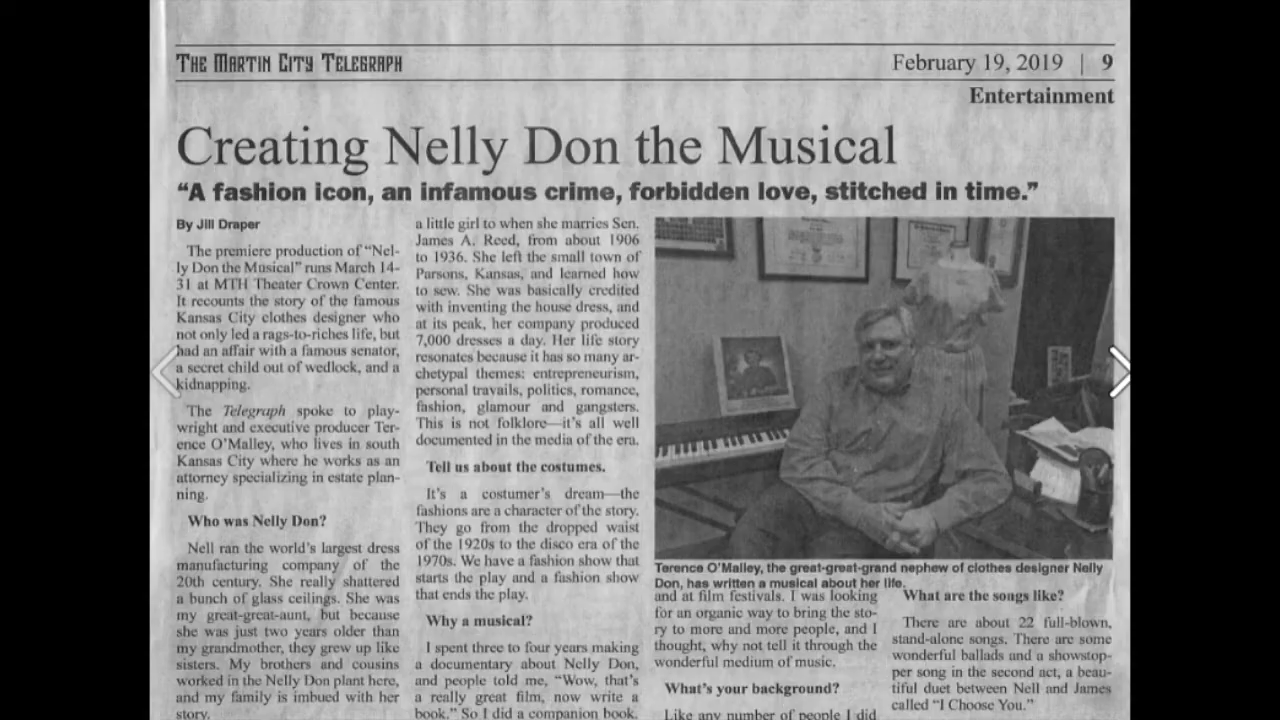 THE MARTIN CITY TELEGRAPH
February 19, 2019 | 9
Entertainment
Creating Nelly Don the Musical
“A fashion icon, an infamous crime, forbidden love, stitched in time.”
By Jill Draper
The premiere production of “Nel-
ly Don the Musical” runs March 14-
31 at MTH Theater Crown Center.
It recounts the story of the famous
Kansas City clothes designer who
not only led a rags-to-riches life, but
had an affair with a famous senator,
a secret child out of wedlock, and a
kidnapping.
The Telegraph spoke to play-
wright and executive producer Ter-
ence O’Malley, who lives in south
Kansas City where he works as an
attorney specializing in estate plan-
ning.
Who was Nelly Don?
Nell ran the world’s largest dress
manufacturing company of the
20th century. She really shattered
a bunch of glass ceilings. She was
my great-great-aunt, but because
she was just two years older than
my grandmother, they grew up like
sisters. My brothers and cousins
worked in the Nelly Don plant here,
and my family is imbued with her
story.
a little girl to when she marries Sen.
James A. Reed, from about 1906
to 1936. She left the small town of
Parsons, Kansas, and learned how
to sew. She was basically credited
with inventing the house dress, and
at its peak, her company produced
7,000 dresses a day. Her life story
resonates because it has so many ar-
chetypal themes: entrepreneurism,
personal travails, politics, romance,
fashion, glamour and gangsters.
This is not folklore—it’s all well
documented in the media of the era.
Tell us about the costumes.
It’s a costumer’s dream—the
fashions are a character of the story.
They go from the dropped waist
of the 1920s to the disco era of the
1970s. We have a fashion show that
starts the play and a fashion show
that ends the play.
Why a musical?
I spent three to four years making
a documentary about Nelly Don,
and people told me, “Wow, that’s
a really great film, now write a
book.” So I did a companion book.
Terence O’Malley, the great-great-grand nephew of clothes designer Nelly
Don, has written a musical about her life.
and at film festivals. I was looking
for an organic way to bring the sto-
ry to more and more people, and I
thought, why not tell it through the
wonderful medium of music.
What’s your background?
Like any number of people I did
What are the songs like?
There are about 22 full-blown,
stand-alone songs. There are some
wonderful ballads and a showstop-
per song in the second act, a beau-
tiful duet between Nell and James
called “I Choose You.”